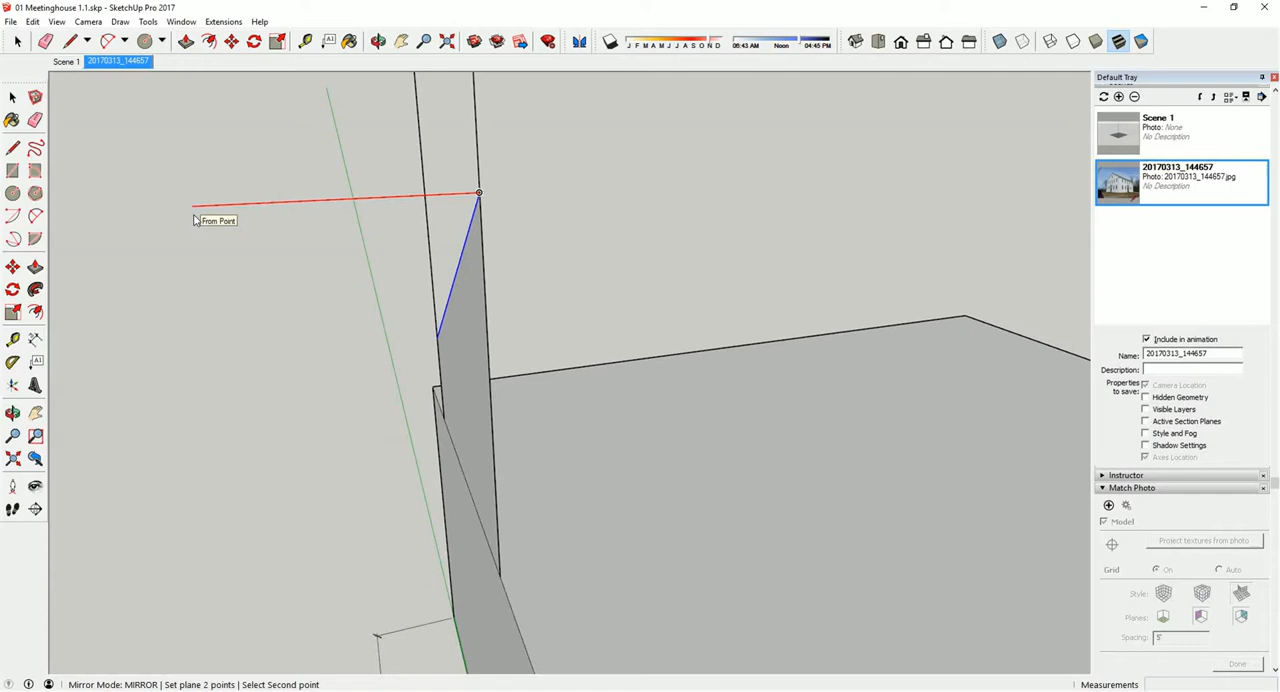 01 Meetinghouse 1.1.skp - SketchUp Pro 2017
File Edit View Camera Draw Tools Window Extensions Help
J F M A M J J A S O N D 06:43 AM Noon 04:45 PM
Scene 1 20170313_144657
Default Tray
Scene 1
Photo: None
No Description
20170313_144657
Photo: 20170313_144657.jpg
No Description
From Point
Include in animation
Name: 20170313_144657
Description:
Properties to save:
Camera Location
Hidden Geometry
Visible Layers
Active Section Planes
Style and Fog
Shadow Settings
Axes Location
Instructor
Match Photo
Model
Project textures from photo
Grid On Auto
Style:
Planes:
Spacing: 5'
Done
Mirror Mode: MIRROR | Set plane 2 points | Select Second point
Measurements